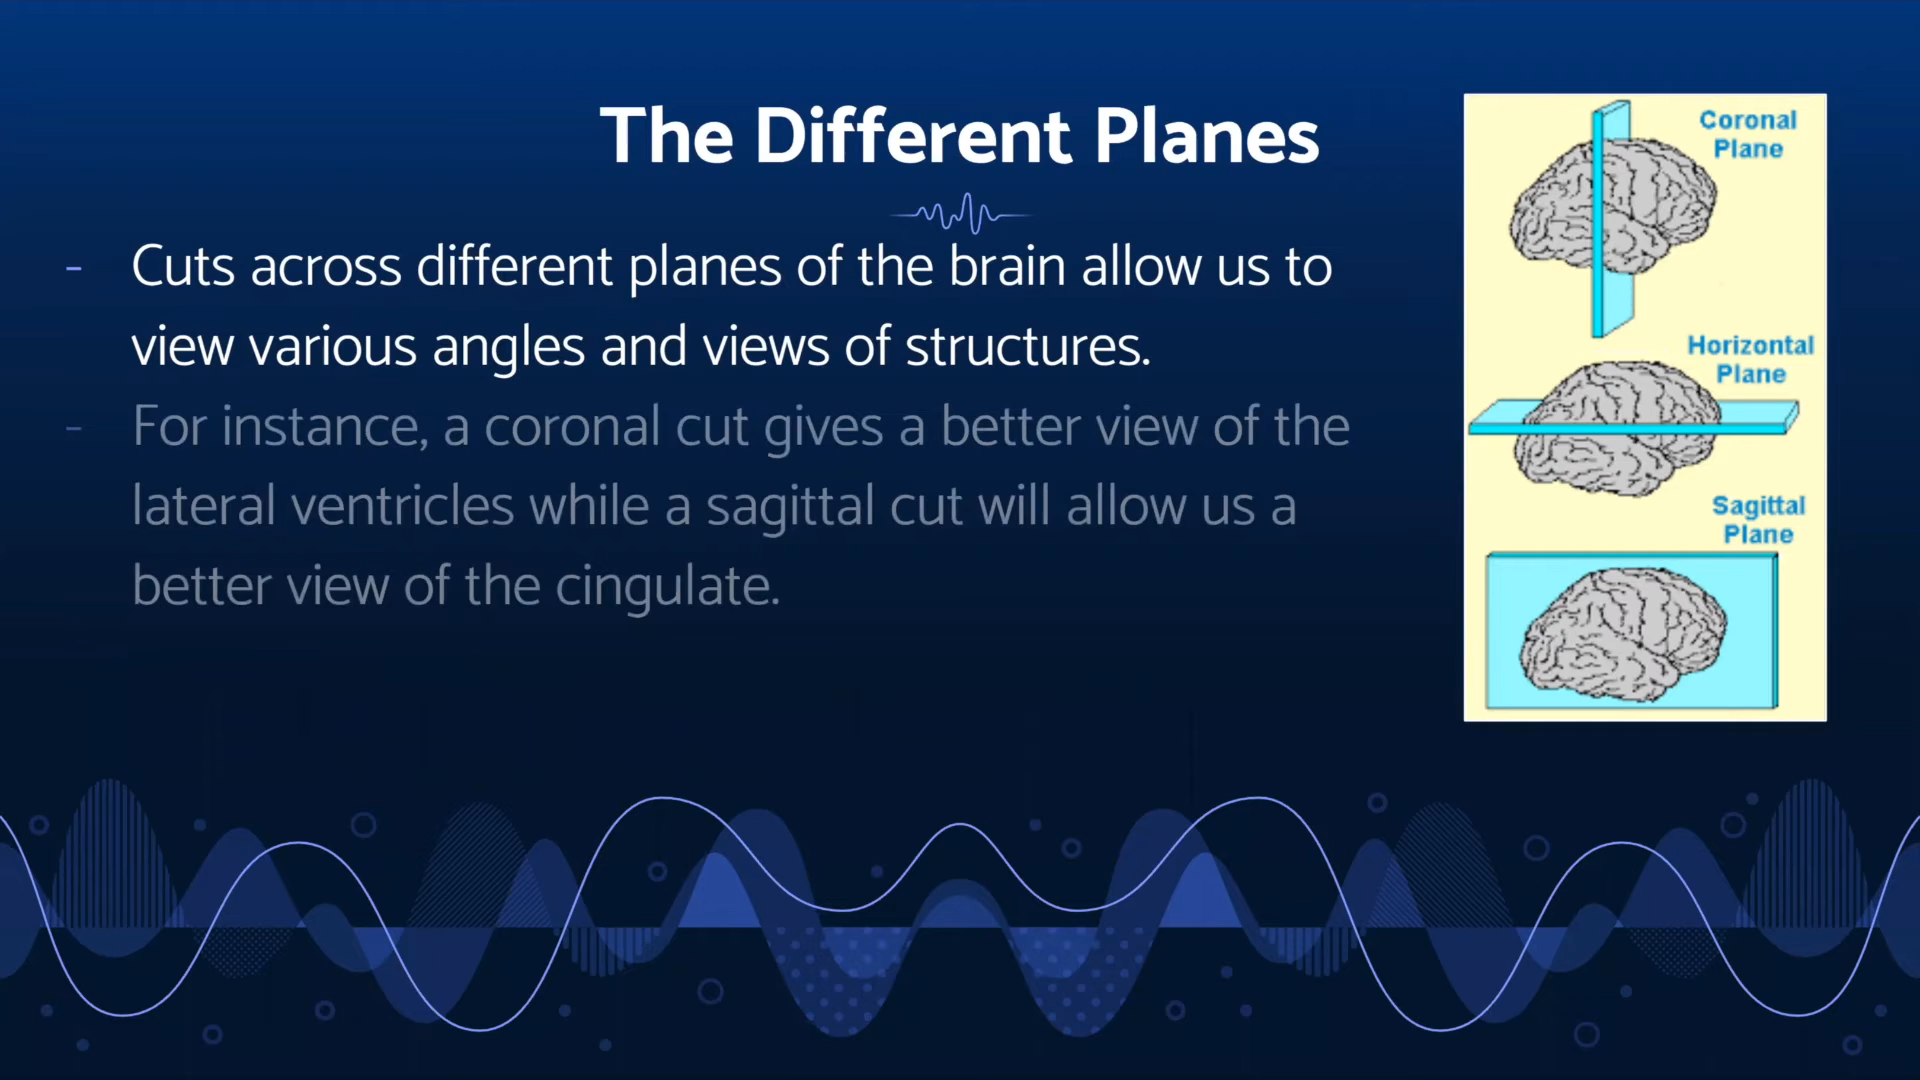 The Different Planes
- Cuts across different planes of the brain allow us to
view various angles and views of structures.
- For instance, a coronal cut gives a better view of the
lateral ventricles while a sagittal cut will allow us a
better view of the cingulate.
Coronal
Plane
Horizontal
Plane
Sagittal
Plane